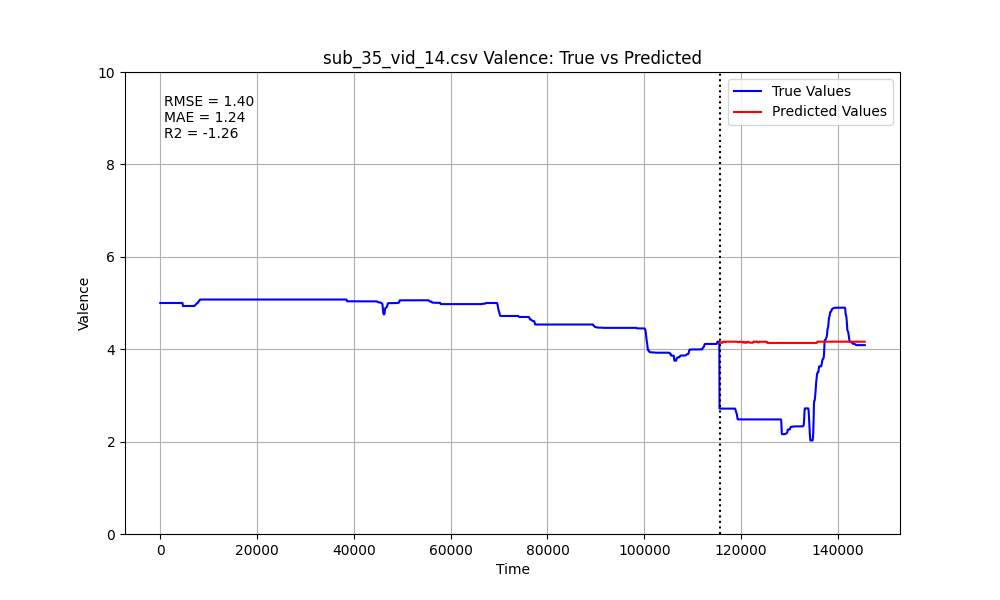 sub_35_vid_14.csv Valence: True vs Predicted
RMSE = 1.40
MAE = 1.24
R2 = -1.26
True Values
Predicted Values
Valence
10
8
6
4
2
0
0 20000 40000 60000 80000 100000 120000 140000
Time